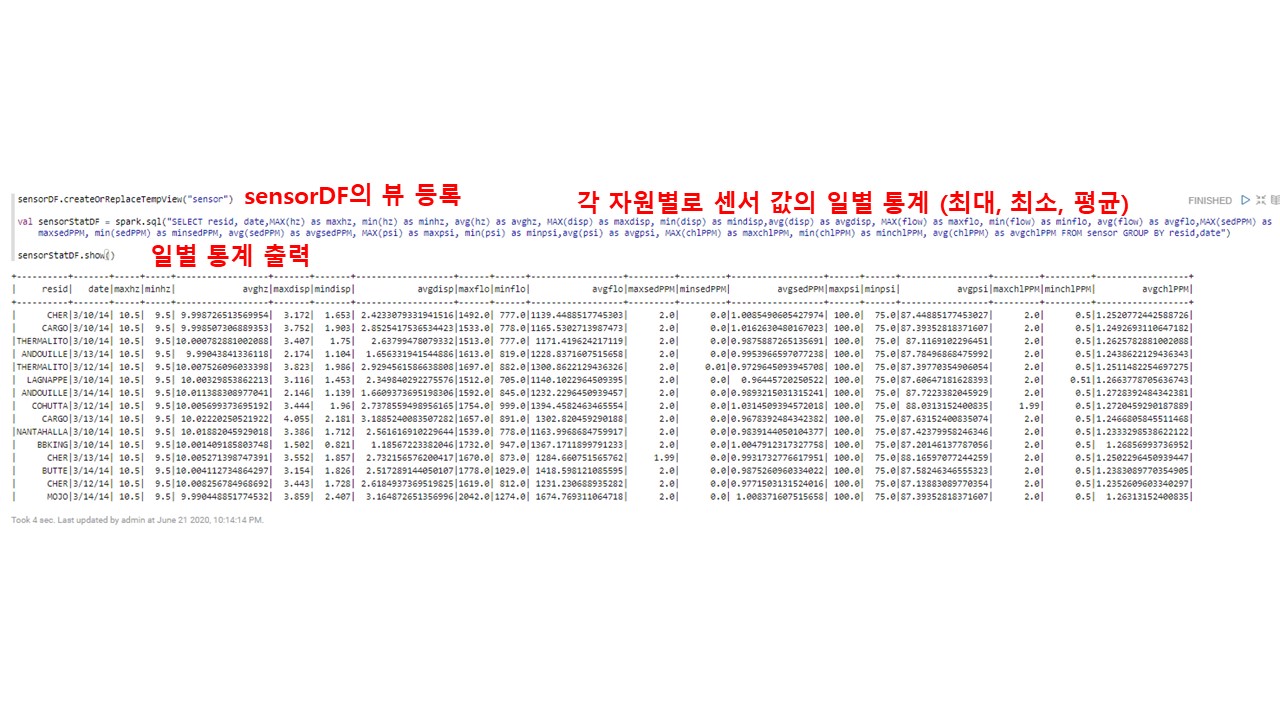 sensorDF.createOrReplaceTempView("sensor") sensorDF의 뷰 등록
각 자원별로 센서 값의 일별 통계 (최대, 최소, 평균)
FINISHED
val sensorStatDF = spark.sql("SELECT resid, date,MAX(hz) as maxhz, min(hz) as minhz, avg(hz) as avghz, MAX(disp) as maxdisp, min(disp) as mindisp,avg(disp) as avgdisp, MAX(flow) as maxflo, min(flow) as minflo, avg(flow) as avgflo,MAX(sedPPM) as
maxsedPPM, min(sedPPM) as minsedPPM, avg(sedPPM) as avgsedPPM, MAX(psi) as maxpsi, min(psi) as minpsi,avg(psi) as avgpsi, MAX(chlPPM) as maxchlPPM, min(chlPPM) as minchlPPM, avg(chlPPM) as avgchlPPM FROM sensor GROUP BY resid,date")
sensorStatDF.show() 일별 통계 출력
| resid| date|maxhz|minhz| avghz|maxdisp|mindisp| avgdisp|maxflo|minflo| avgflo|maxsedPPM|minsedPPM| avgsedPPM|maxpsi|minpsi| avgpsi|maxchlPPM|minchlPPM| avgchlPPM|
| CHER|3/10/14| 10.5| 9.5| 9.998726513569954| 3.172| 1.653| 2.4233079331941516|1492.0| 777.0|1139.4488517745303| 2.0| 0.0|1.0085490605427974| 100.0| 75.0|87.44885177453027| 2.0| 0.5|1.2520772442588726|
| CARGO|3/10/14| 10.5| 9.5| 9.998507306889353| 3.752| 1.903| 2.8525417536534423|1533.0| 778.0|1165.5302713987473| 2.0| 0.0|1.0162630480167023| 100.0| 75.0|87.39352818371607| 2.0| 0.5|1.2492693110647182|
|THERMALITO|3/10/14| 10.5| 9.5|10.000782881002088| 3.407| 1.75| 2.63799478079332|1513.0| 777.0| 1171.419624217119| 2.0| 0.0|0.9875887265135691| 100.0| 75.0| 87.1169102296451| 2.0| 0.5|1.2625782881002088|
| ANDOUILLE|3/13/14| 10.5| 9.5| 9.99043841336118| 2.174| 1.104| 1.656331941544886|1613.0| 819.0|1228.8371607515658| 2.0| 0.0|0.9953966597077238| 100.0| 75.0|87.78496868475992| 2.0| 0.5|1.2438622129436343|
|THERMALITO|3/12/14| 10.5| 9.5|10.007526096033398| 3.823| 1.986| 2.9294561586638808|1697.0| 882.0|1300.8622129436326| 2.0| 0.01|0.9729645093945708| 100.0| 75.0|87.39770354906054| 2.0| 0.5|1.2511482254697275|
| LAGNAPPE|3/10/14| 10.5| 9.5| 10.00329853862213| 3.116| 1.453| 2.349840292275576|1512.0| 705.0|1140.1022964509395| 2.0| 0.0| 0.96445720250522| 100.0| 75.0|87.60647181628393| 2.0| 0.51|1.2663778705636743|
| ANDOUILLE|3/14/14| 10.5| 9.5|10.011388308977041| 2.146| 1.139| 1.6609373695198306|1592.0| 845.0|1232.2296450939457| 2.0| 0.0|0.9893215031315241| 100.0| 75.0| 87.7223382045929| 2.0| 0.5|1.2728392484342381|
| COHUTTA|3/12/14| 10.5| 9.5|10.005699373695192| 3.444| 1.96| 2.7378559498956165|1754.0| 999.0|1394.4582463465554| 2.0| 0.0|1.0314509394572018| 100.0| 75.0| 88.0313152400835| 1.99| 0.5|1.2720459290187889|
| CARGO|3/13/14| 10.5| 9.5| 10.02220250521922| 4.055| 2.181| 3.1885240083507282|1657.0| 891.0| 1302.820459290188| 2.0| 0.0|0.9678392484342382| 100.0| 75.0|87.63152400835074| 2.0| 0.5|1.2466805845511468|
|NANTAHALLA|3/10/14| 10.5| 9.5| 10.01882045929018| 3.386| 1.712| 2.561616910229644|1539.0| 778.0|1163.9968684759917| 2.0| 0.0|0.9839144050104377| 100.0| 75.0|87.42379958246346| 2.0| 0.5|1.2333298538622122|
| BBKING|3/10/14| 10.5| 9.5|10.001409185803748| 1.502| 0.821| 1.18567223382046|1732.0| 947.0|1367.1711899791233| 2.0| 0.0|1.0047912317327758| 100.0| 75.0|87.20146137787056| 2.0| 0.5| 1.26856993736952|
| CHER|3/13/14| 10.5| 9.5|10.005271398747391| 3.552| 1.857| 2.732156576200417|1670.0| 873.0| 1284.660751565762| 1.99| 0.0|0.9931732776617951| 100.0| 75.0|88.16597077244259| 2.0| 0.5|1.2502296450939447|
| BUTTE|3/14/14| 10.5| 9.5|10.004112734864297| 3.154| 1.826| 2.517289144050107|1778.0|1029.0| 1418.598121085595| 2.0| 0.0|0.9875260960334022| 100.0| 75.0| 87.58246346555323| 2.0| 0.5|1.2383089770354905|
| CHER|3/12/14| 10.5| 9.5|10.008256784968692| 3.443| 1.728| 2.6184937369519825|1619.0| 812.0| 1231.230688935282| 2.0| 0.0|0.9771503131524016| 100.0| 75.0| 87.13883089770354| 2.0| 0.5|1.2352609603340297|
| MOJO|3/14/14| 10.5| 9.5| 9.990448851774532| 3.859| 2.407| 3.164872651356996|2042.0|1274.0| 1674.769311064718| 2.0| 0.0| 1.008371607515658| 100.0| 75.0|87.39352818371607| 2.0| 0.5| 1.26313152400835|
Took 4 sec. Last updated by admin at June 21 2020, 10:14:14 PM.